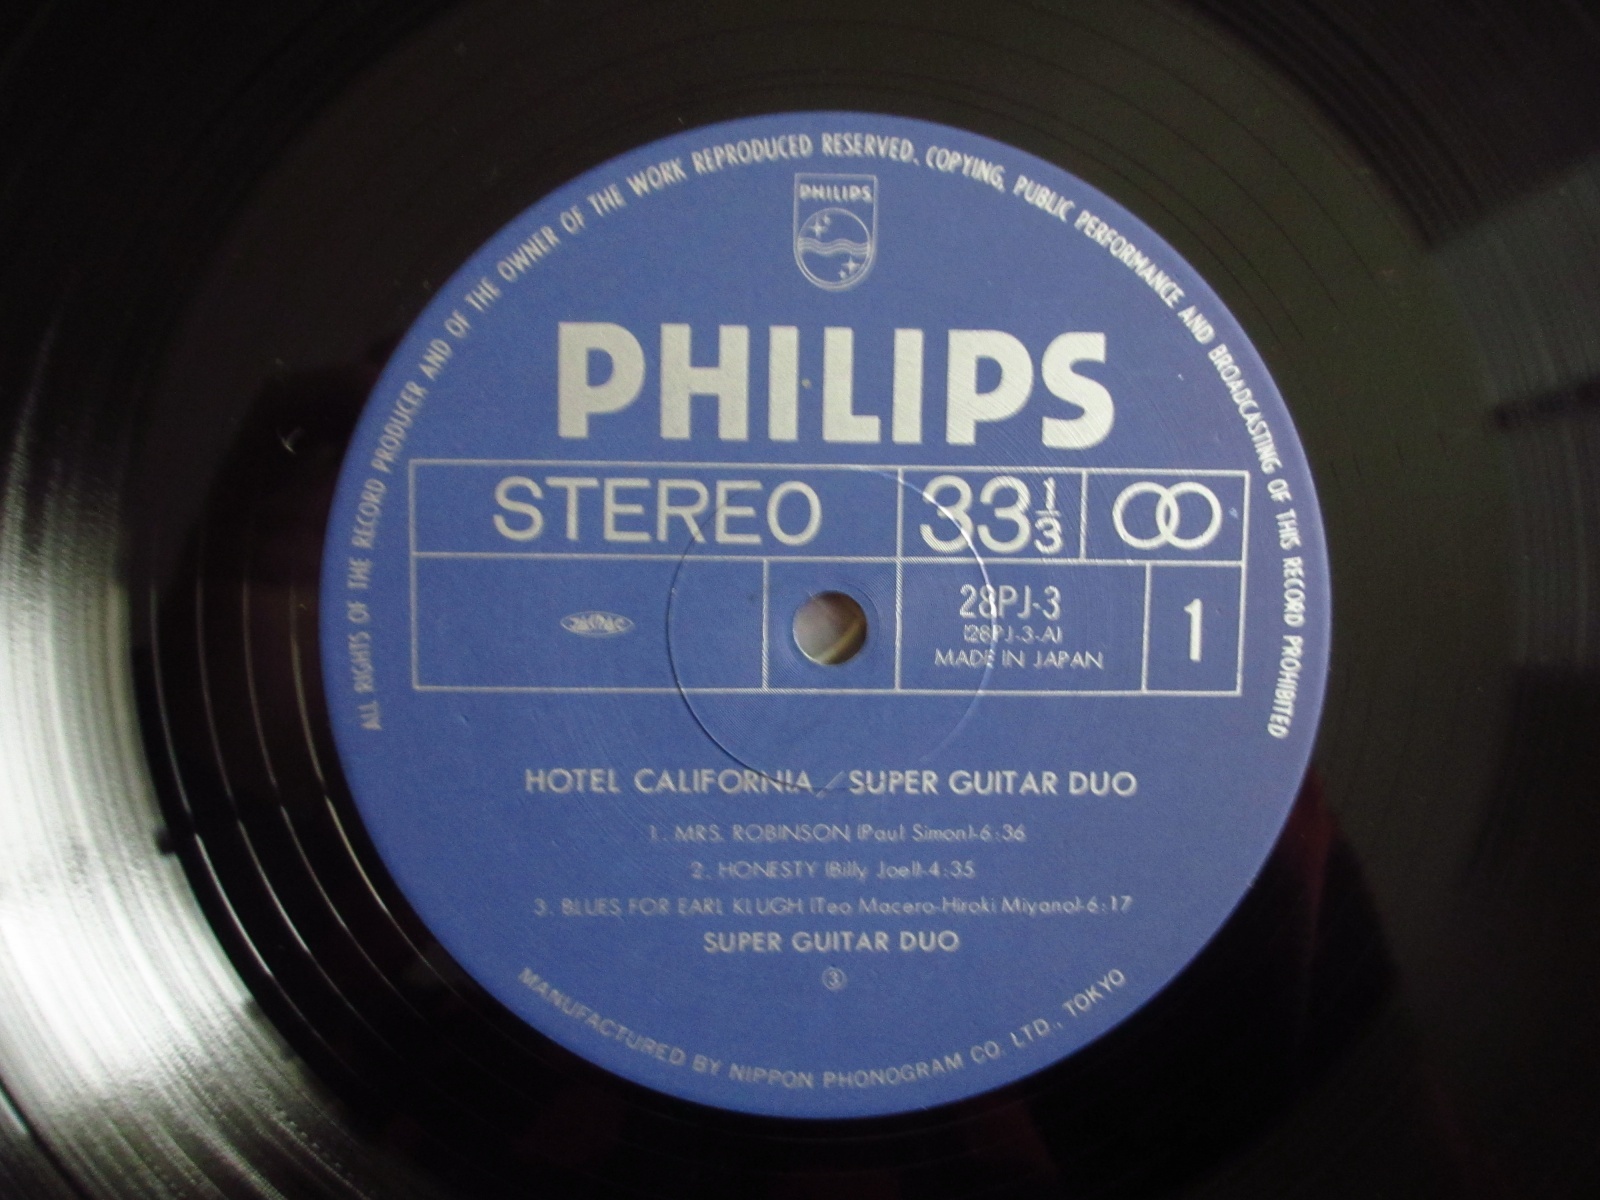 ALL RIGHTS OF THE RECORD PRODUCER AND OF THE OWNER OF THE WORK REPRODUCED RESERVED. COPYING, PUBLIC PERFORMANCE AND BROADCASTING OF THIS RECORD PROHIBITED
PHILIPS
PHILIPS
STEREO 33 1/3
28PJ-3
(28PJ-3-A)
MADE IN JAPAN
1
HOTEL CALIFORNIA／SUPER GUITAR DUO
1. MRS. ROBINSON (Paul Simon)-6:36
2. HONESTY (Billy Joel)-4:35
3. BLUES FOR EARL KLUGH (Teo Macero-Hiroki Miyano)-6:17
SUPER GUITAR DUO
③
MANUFACTURED BY NIPPON PHONOGRAM CO. LTD., TOKYO